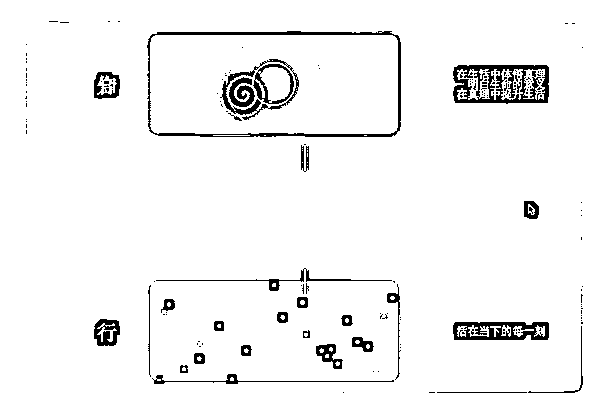 在生活中体悟真理
明白生命的意义
在真理中提升生活
行
活在当下的每一刻